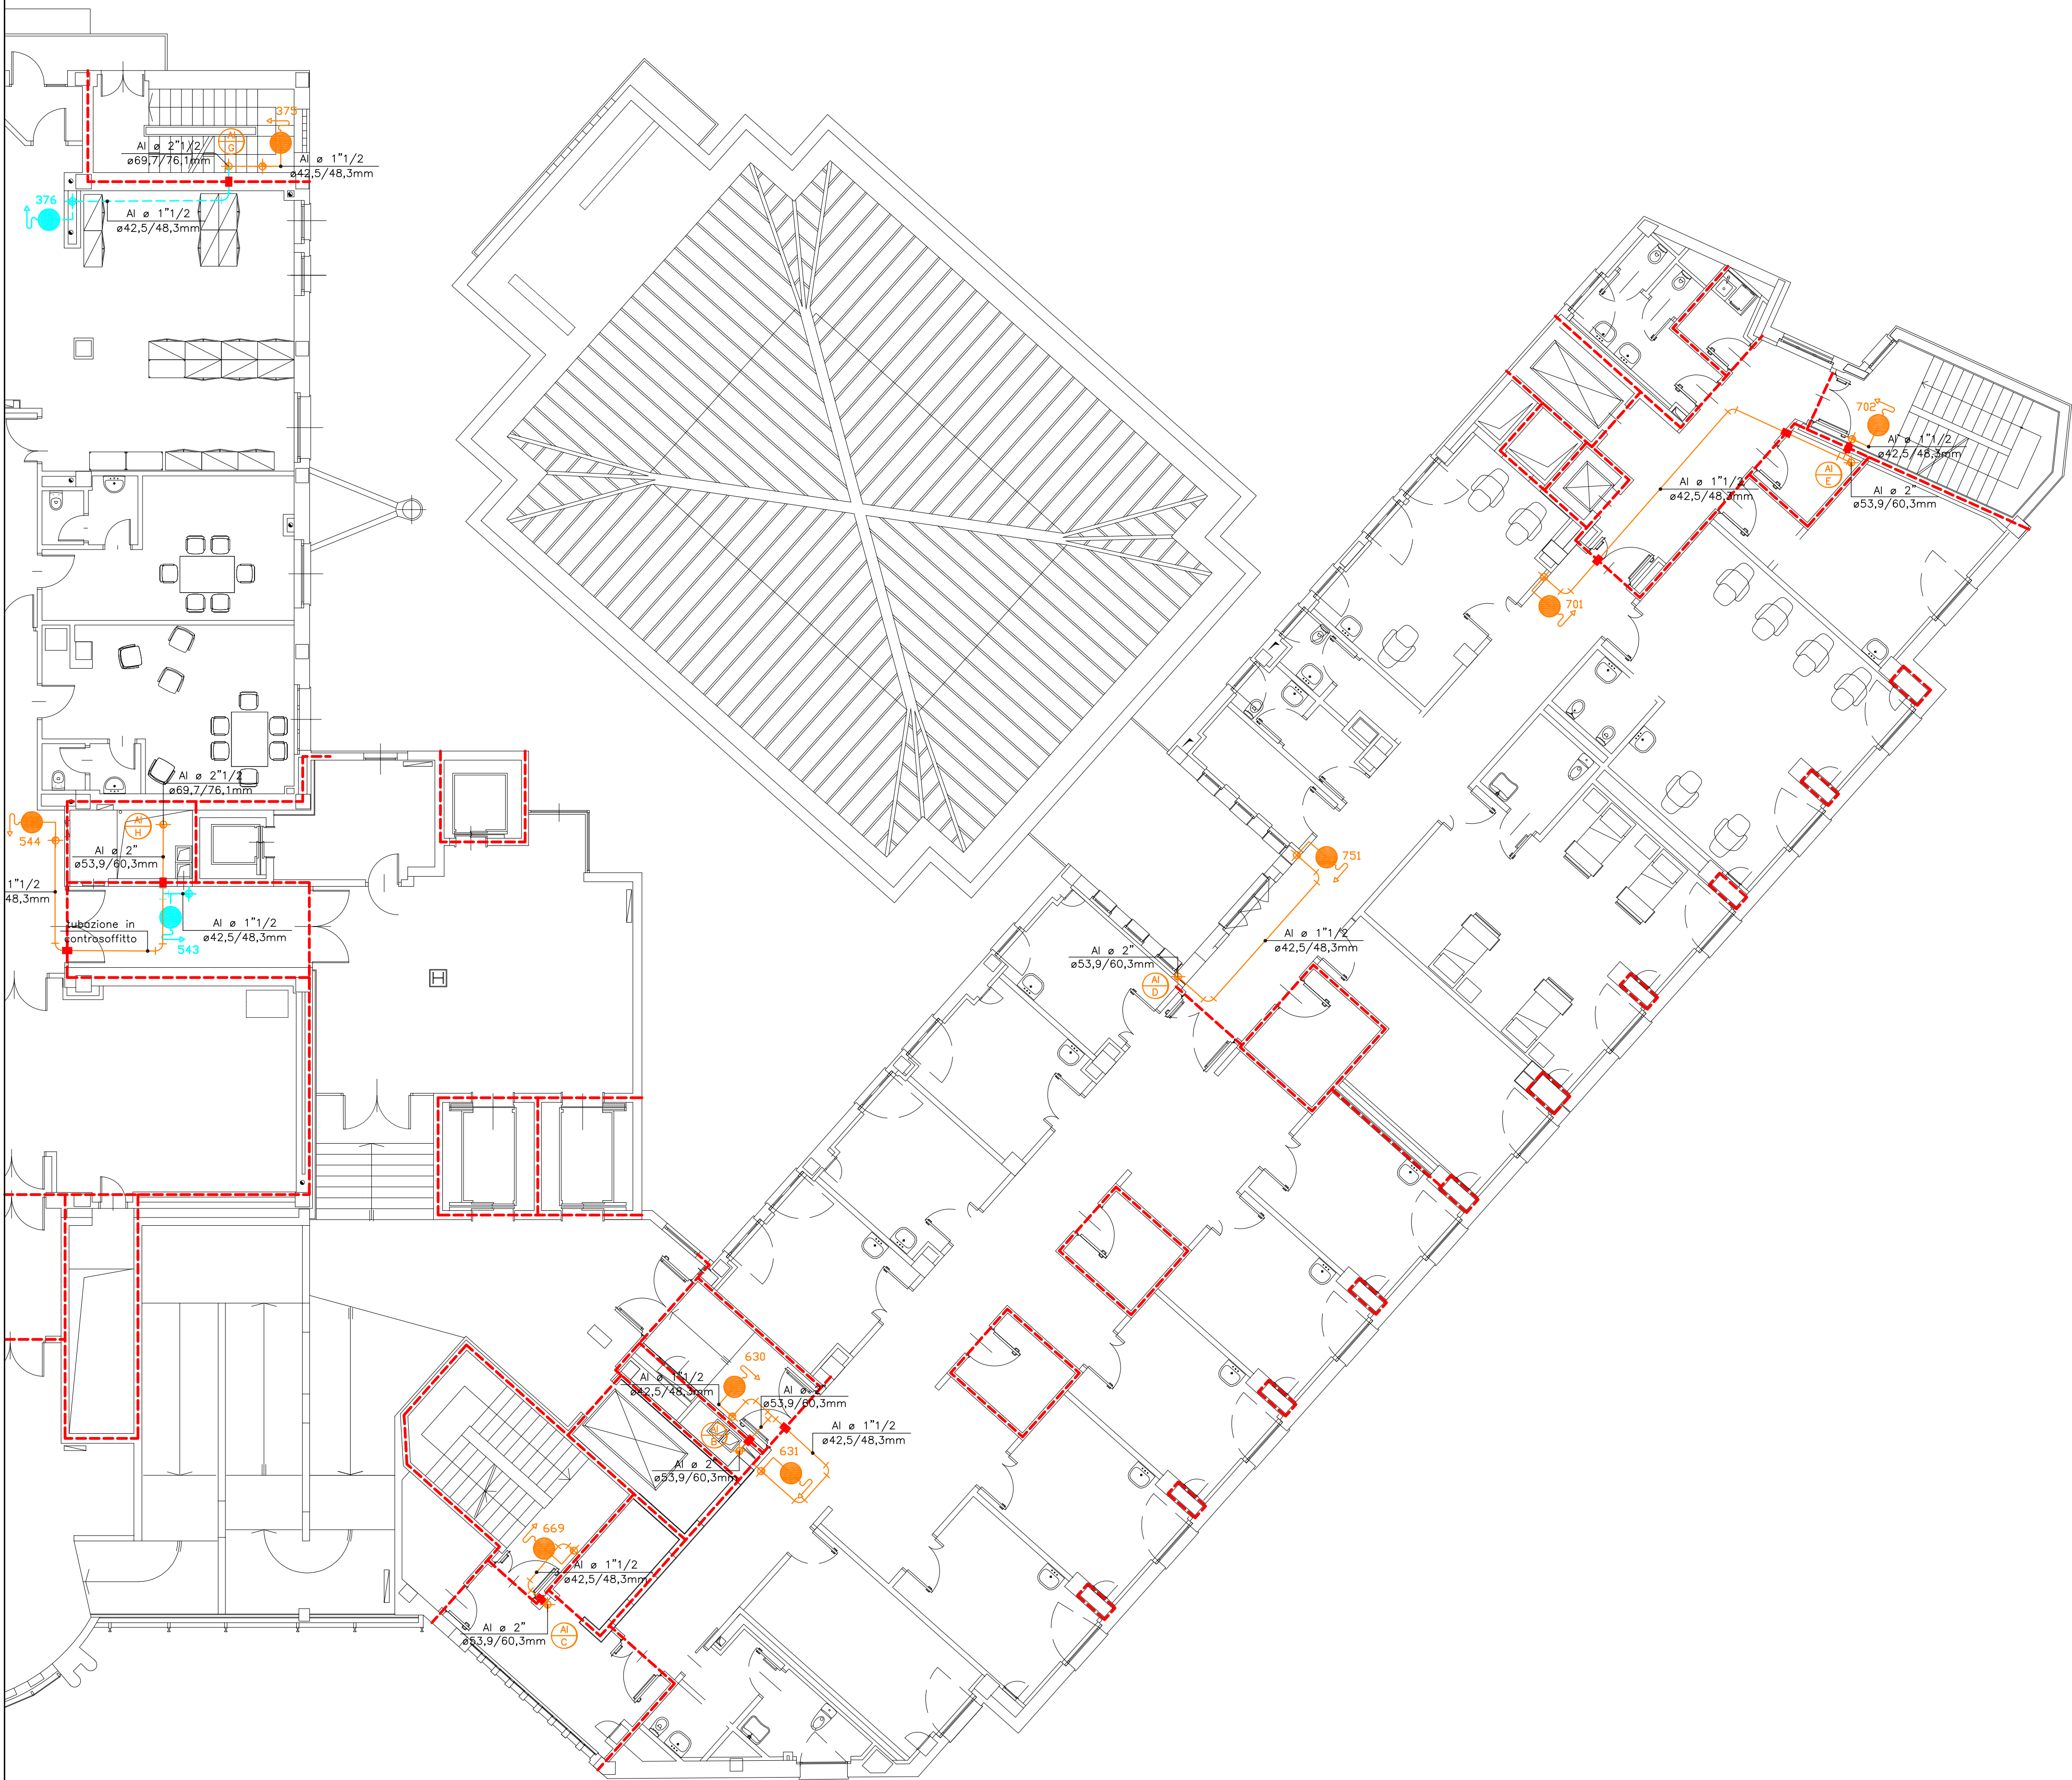 375
AI
G
Al ø 2"1/2
ø69,7/76,1mm
Al ø 1"1/2
ø42,5/48,3mm
376
Al ø 1"1/2
ø42,5/48,3mm
702
Al ø 1"1/2
ø42,5/48,3mm
AI
E
Al ø 1"1/2
ø42,5/48,3mm
Al ø 2"
ø53,9/60,3mm
701
Al ø 2"1/2
ø69,7/76,1mm
544
AI
H
Al ø 2"
ø53,9/60,3mm
1"1/2
48,3mm
tubazione in
controsoffitto
Al ø 1"1/2
ø42,5/48,3mm
543
H
751
Al ø 1"1/2
ø42,5/48,3mm
Al ø 2"
ø53,9/60,3mm
AI
D
630
Al ø 1"1/2
ø42,5/48,3mm
Al ø 2"
ø53,9/60,3mm
Al ø 1"1/2
ø42,5/48,3mm
AI
B
631
Al ø 2"
ø53,9/60,3mm
669
Al ø 1"1/2
ø42,5/48,3mm
Al ø 2"
ø53,9/60,3mm
AI
C